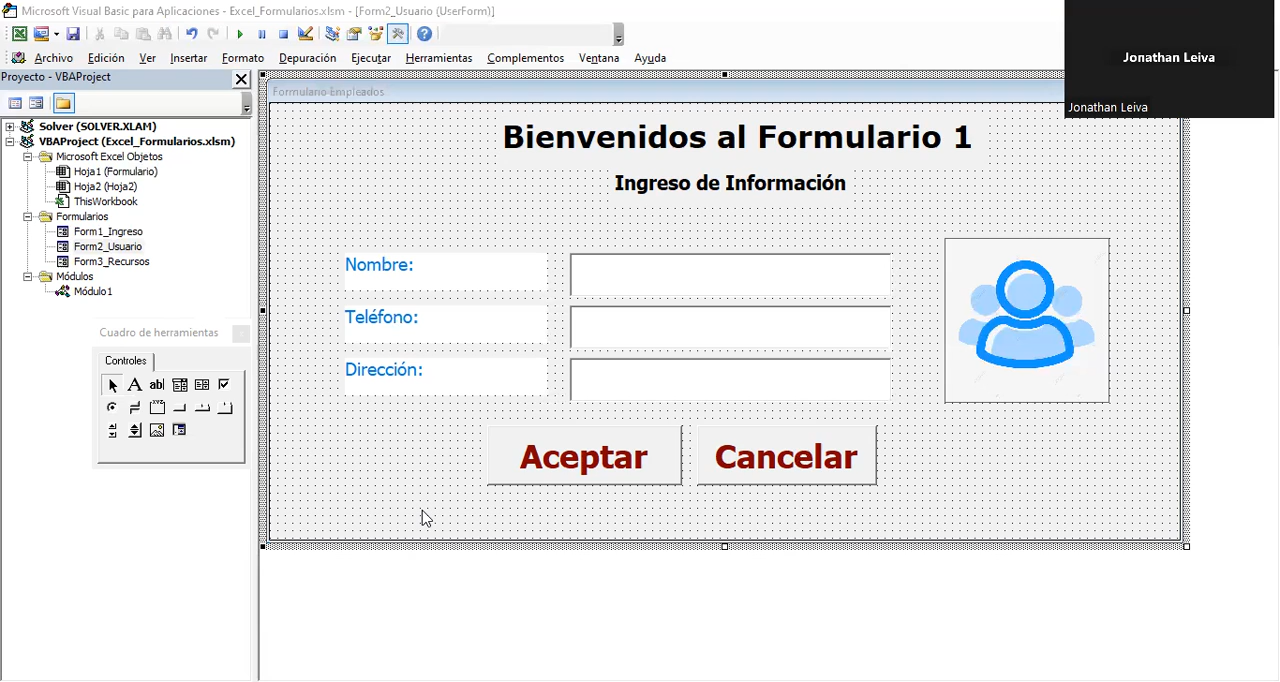 Microsoft Visual Basic para Aplicaciones - Excel_Formularios.xlsm - [Form2_Usuario (UserForm)]
Archivo Edición Ver Insertar Formato Depuración Ejecutar Herramientas Complementos Ventana Ayuda
Jonathan Leiva
Jonathan Leiva
Proyecto - VBAProject
Solver (SOLVER.XLAM)
VBAProject (Excel_Formularios.xlsm)
Microsoft Excel Objetos
Hoja1 (Formulario)
Hoja2 (Hoja2)
ThisWorkbook
Formularios
Form1_Ingreso
Form2_Usuario
Form3_Recursos
Módulos
Módulo1
Cuadro de herramientas
Controles
A abl
Formulario Empleados
Bienvenidos al Formulario 1
Ingreso de Información
Nombre:
Teléfono:
Dirección:
Aceptar Cancelar